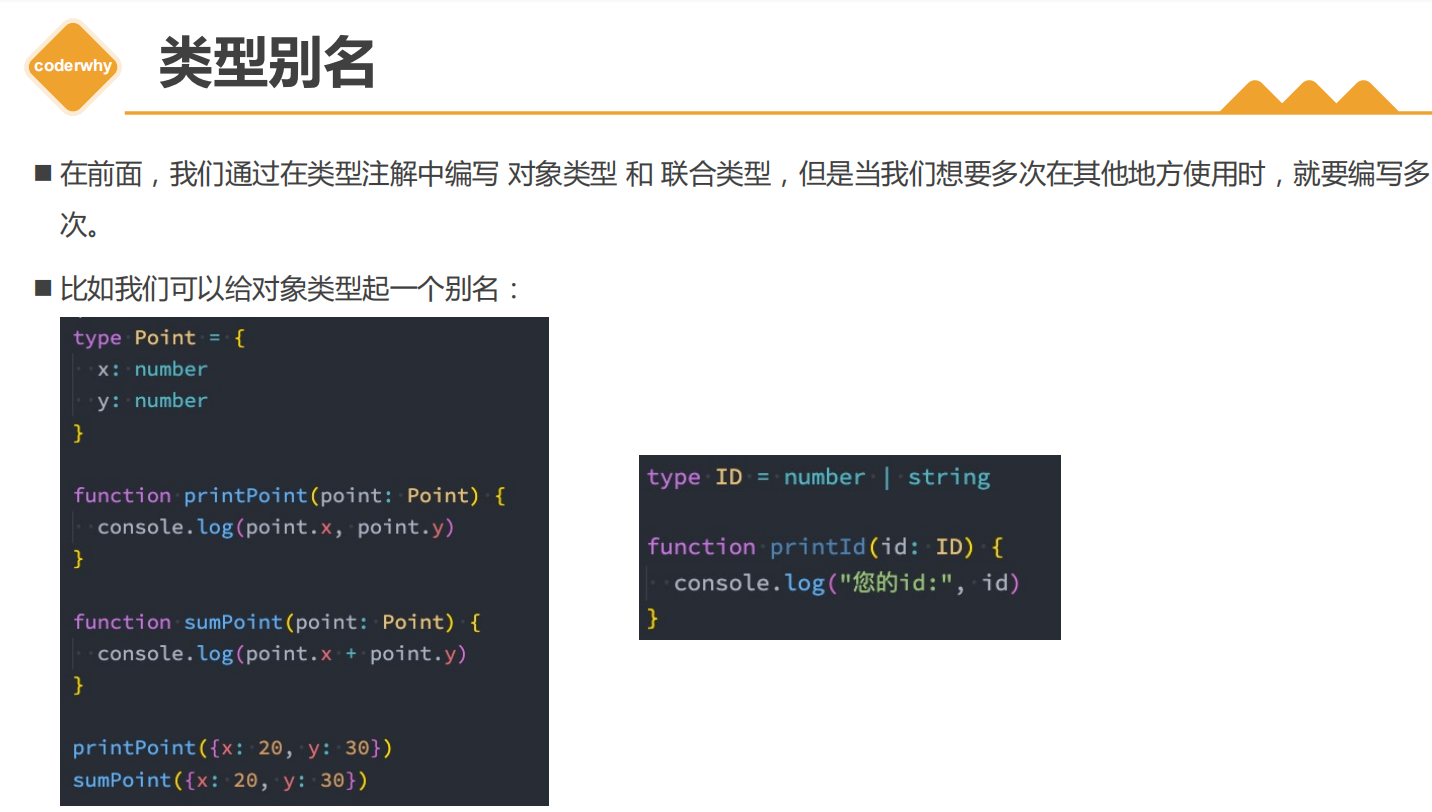 coderwhy
类型别名
在前面，我们通过在类型注解中编写 对象类型 和 联合类型，但是当我们想要多次在其他地方使用时，就要编写多
次。
比如我们可以给对象类型起一个别名：
type Point = {
  x: number
  y: number
}
function printPoint(point: Point) {
  console.log(point.x, point.y)
}
function sumPoint(point: Point) {
  console.log(point.x + point.y)
}
printPoint({x: 20, y: 30})
sumPoint({x: 20, y: 30})
type ID = number | string
function printId(id: ID) {
  console.log("您的id:", id)
}